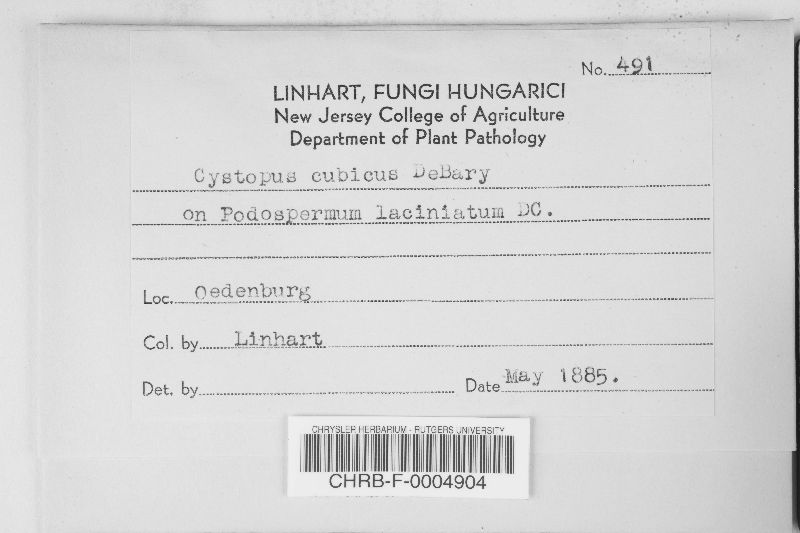 No. 491
LINHART, FUNGI HUNGARICI
New Jersey College of Agriculture
Department of Plant Pathology
Cystopus cubicus DeBary
on Podospermum laciniatum DC.
Loc. Oedenburg
Col. by Linhart
Det. by
Date May 1885.
CHRYSLER HERBARIUM - RUTGERS UNIVERSITY
CHRB-F-0004904